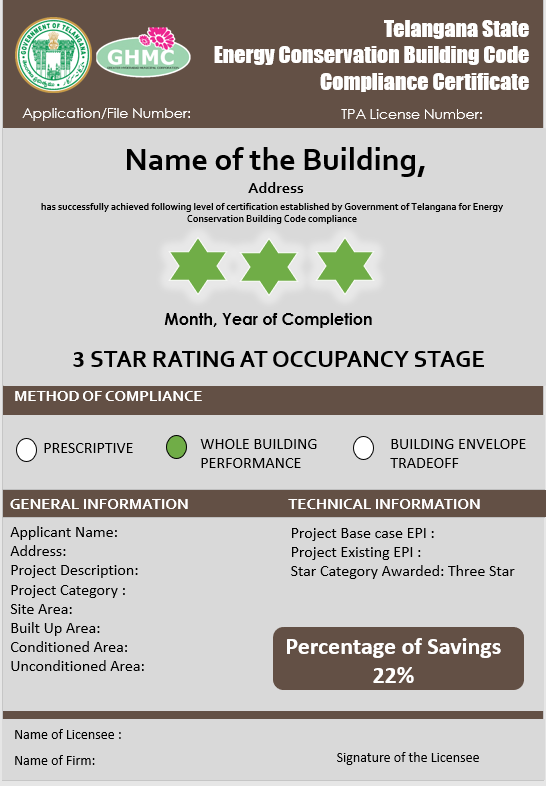 GOVERNMENT OF TELANGANA
GHMC
GREATER HYDERABAD MUNICIPAL CORPORATION
Telangana State
Energy Conservation Building Code
Compliance Certificate
Application/File Number:
TPA License Number:
Name of the Building,
Address
has successfully achieved following level of certification established by Government of Telangana for Energy
Conservation Building Code compliance
Month, Year of Completion
3 STAR RATING AT OCCUPANCY STAGE
METHOD OF COMPLIANCE
PRESCRIPTIVE
WHOLE BUILDING
PERFORMANCE
BUILDING ENVELOPE
TRADEOFF
GENERAL INFORMATION
Applicant Name:
Address:
Project Description:
Project Category :
Site Area:
Built Up Area:
Conditioned Area:
Unconditioned Area:
TECHNICAL INFORMATION
Project Base case EPI :
Project Existing EPI :
Star Category Awarded: Three Star
Percentage of Savings
22%
Name of Licensee :
Name of Firm:
Signature of the Licensee